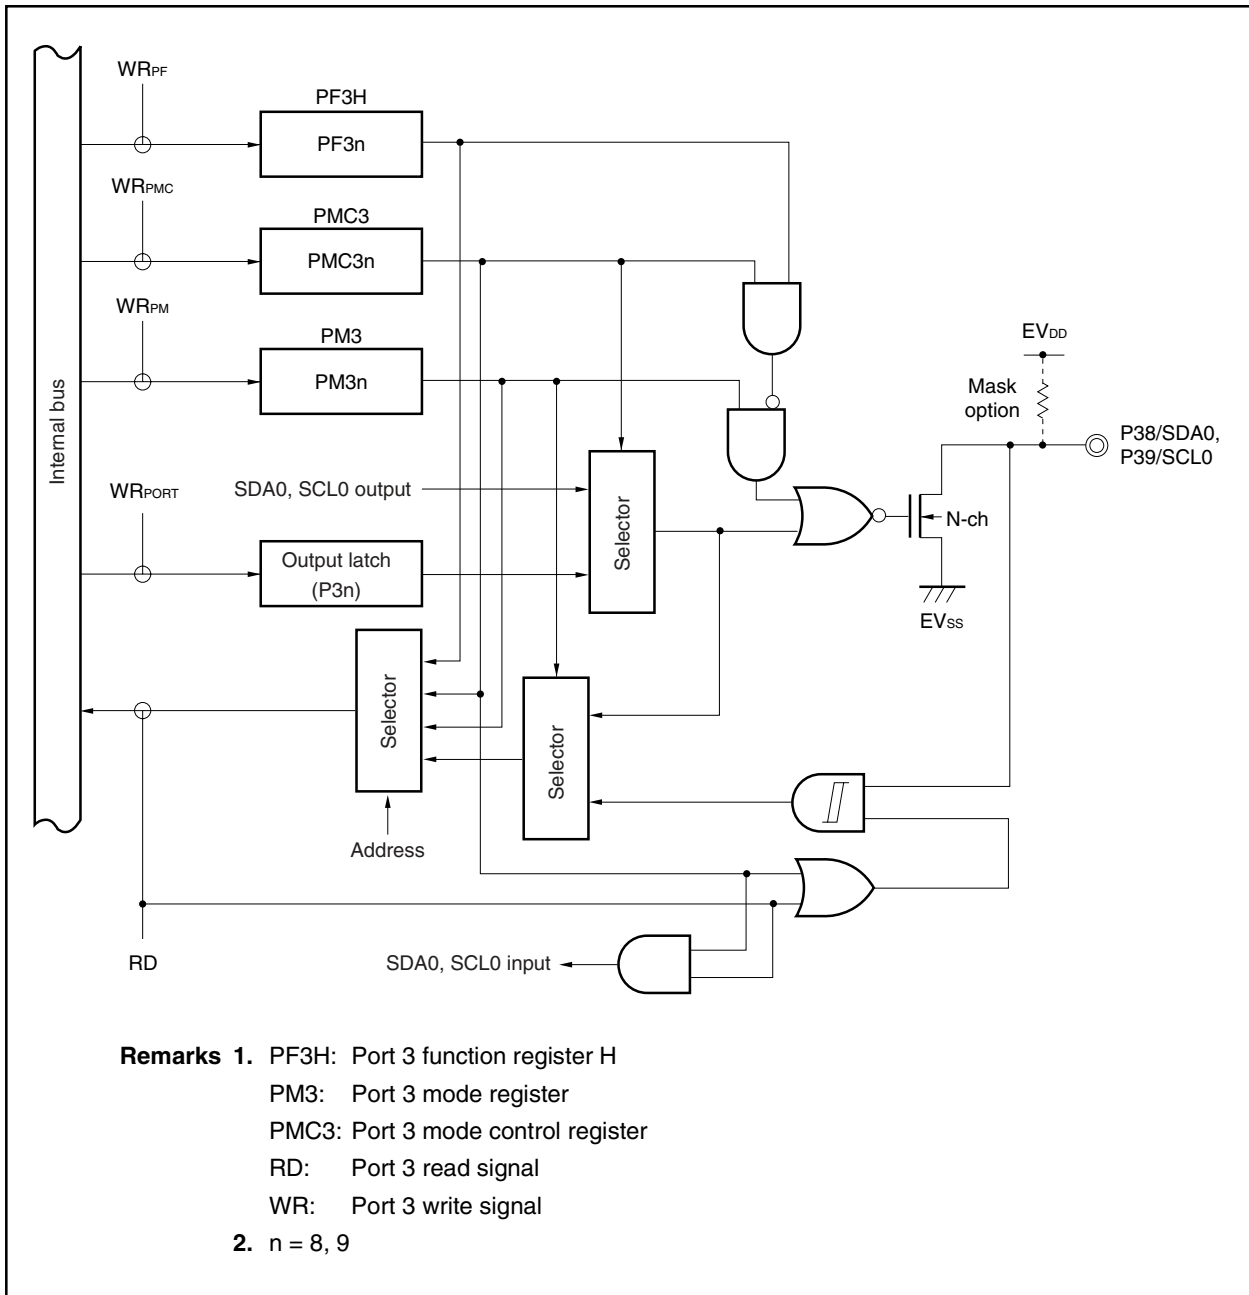 WRPF
PF3H
PF3n
WRPMC
PMC3
PMC3n
WRPM
PM3
PM3n
EVDD
Mask
option
P38/SDA0,
P39/SCL0
Internal bus
WRPORT
SDA0, SCL0 output
Selector
N-ch
Output latch
(P3n)
EVSS
Selector
Selector
Address
RD
SDA0, SCL0 input
Remarks 1. PF3H: Port 3 function register H
PM3: Port 3 mode register
PMC3: Port 3 mode control register
RD: Port 3 read signal
WR: Port 3 write signal
2. n = 8, 9